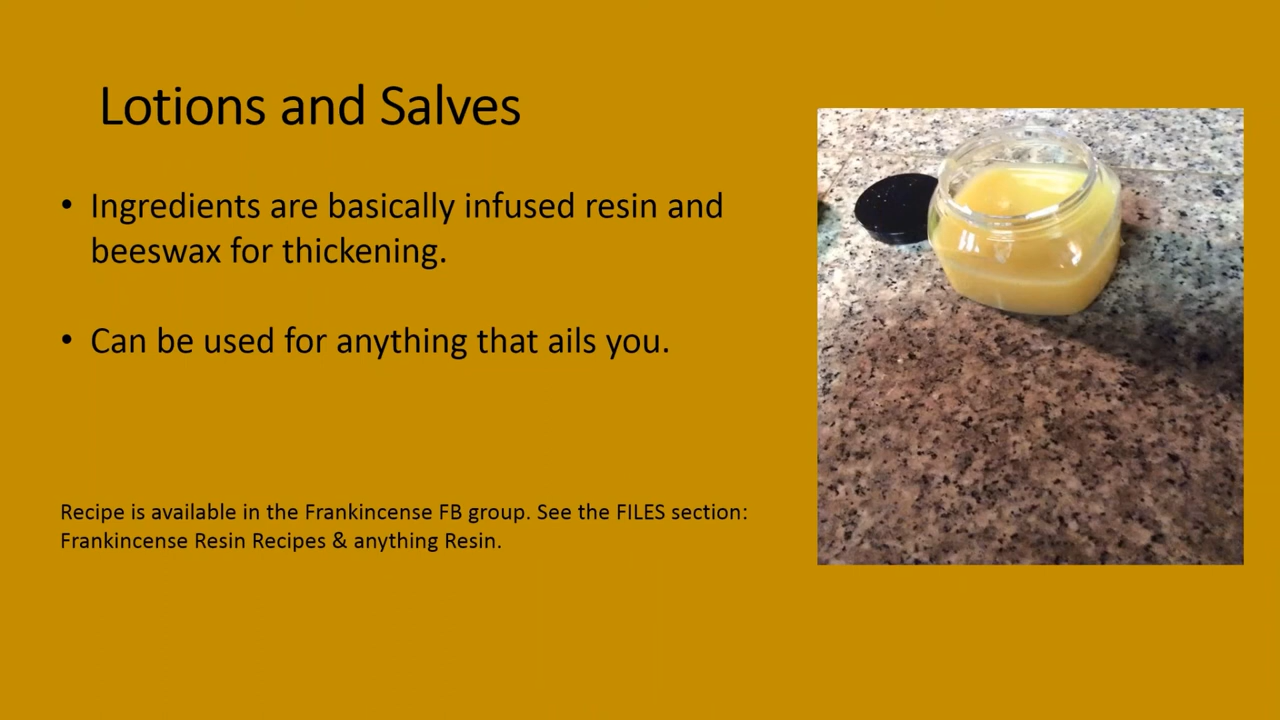 Lotions and Salves
• Ingredients are basically infused resin and
beeswax for thickening.
• Can be used for anything that ails you.
Recipe is available in the Frankincense FB group. See the FILES section:
Frankincense Resin Recipes & anything Resin.